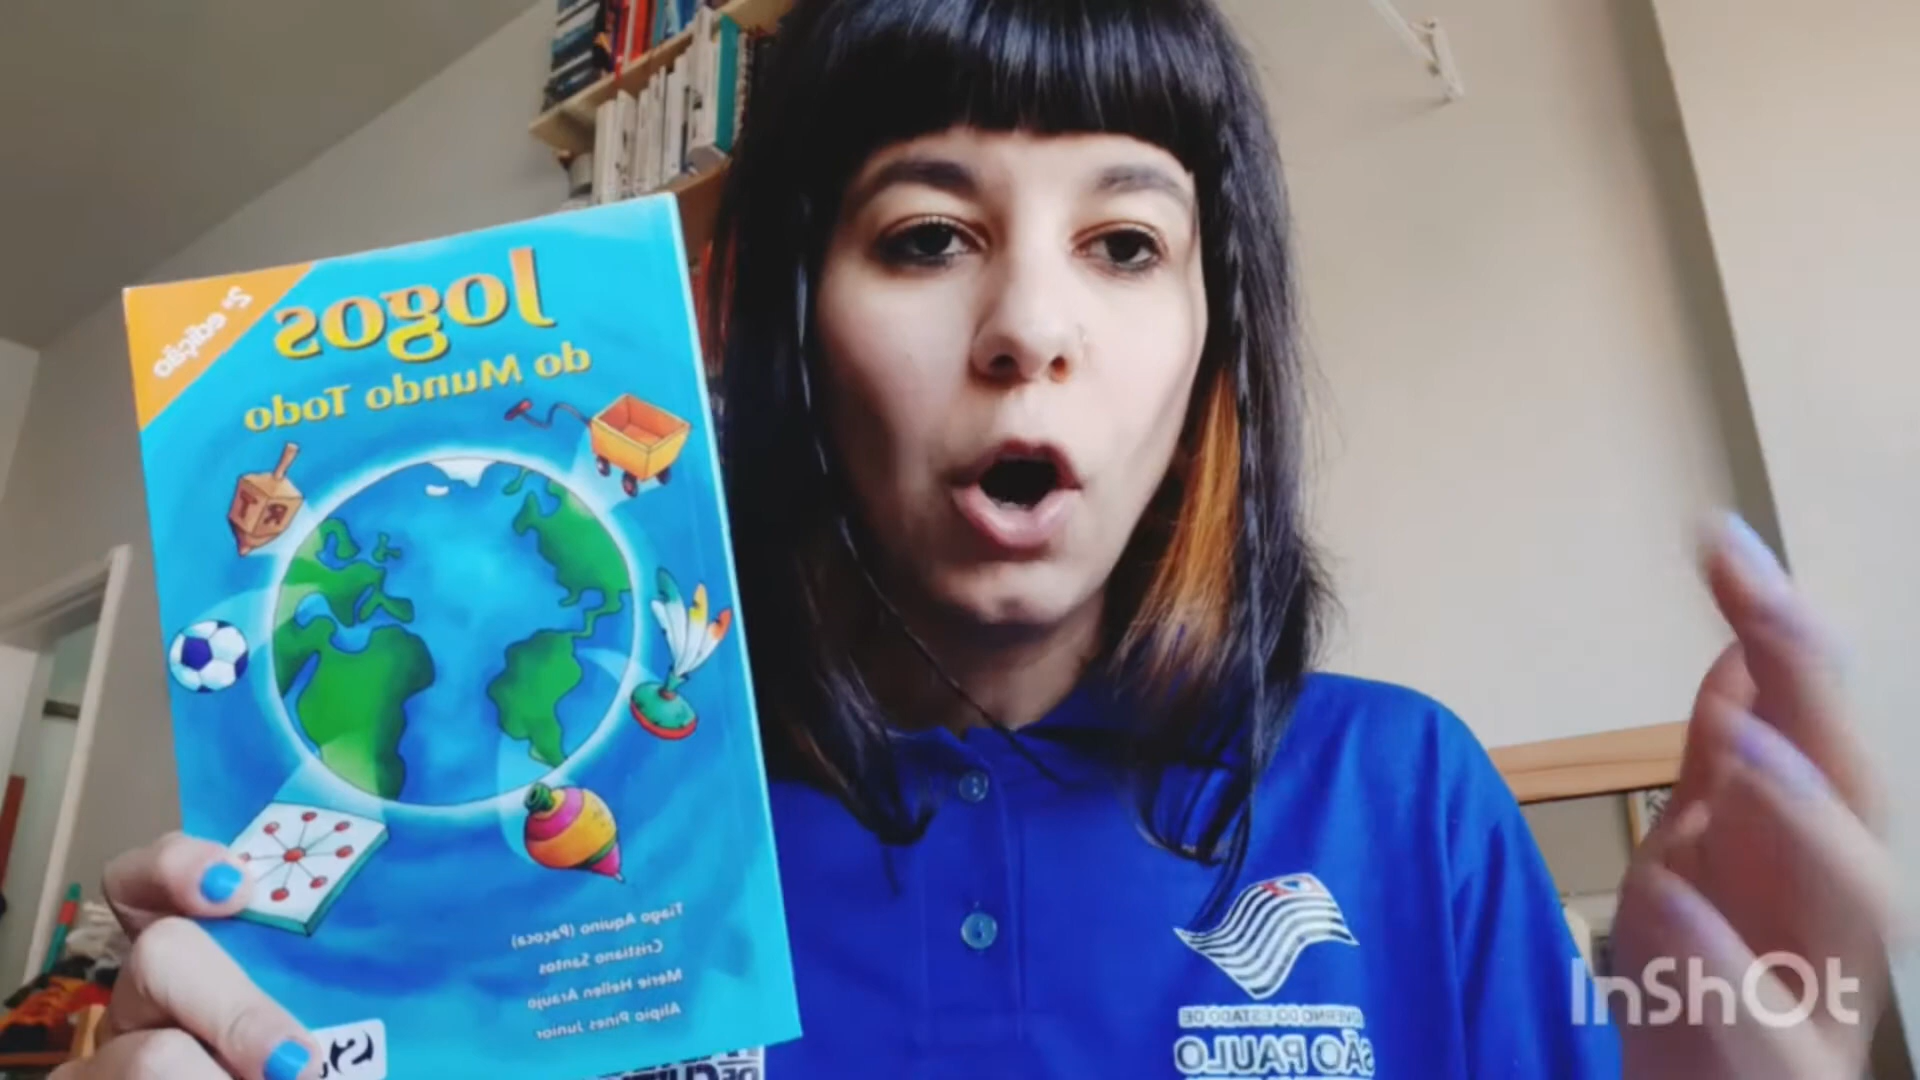 2ª edição
Jogos
do Mundo Todo
Tiago Aquino (Paçoca)
Cristiano Santos
Merie Hellen Araujo
Alipio Pines Junior
GOVERNO DO ESTADO DE
SÃO PAULO
InShOt